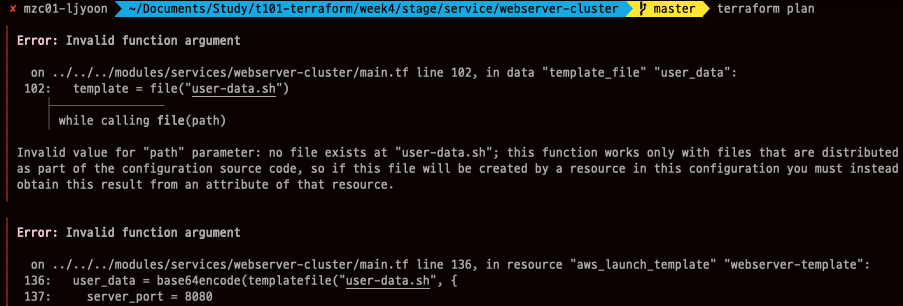 ✘ mzc01-ljyoon ~/Documents/Study/t101-terraform/week4/stage/service/webserver-cluster master terraform plan
Error: Invalid function argument
on ../../../modules/services/webserver-cluster/main.tf line 102, in data "template_file" "user_data":
102: template = file("user-data.sh")
while calling file(path)
Invalid value for "path" parameter: no file exists at "user-data.sh"; this function works only with files that are distributed
as part of the configuration source code, so if this file will be created by a resource in this configuration you must instead
obtain this result from an attribute of that resource.
Error: Invalid function argument
on ../../../modules/services/webserver-cluster/main.tf line 136, in resource "aws_launch_template" "webserver-template":
136: user_data = base64encode(templatefile("user-data.sh", {
137: server_port = 8080